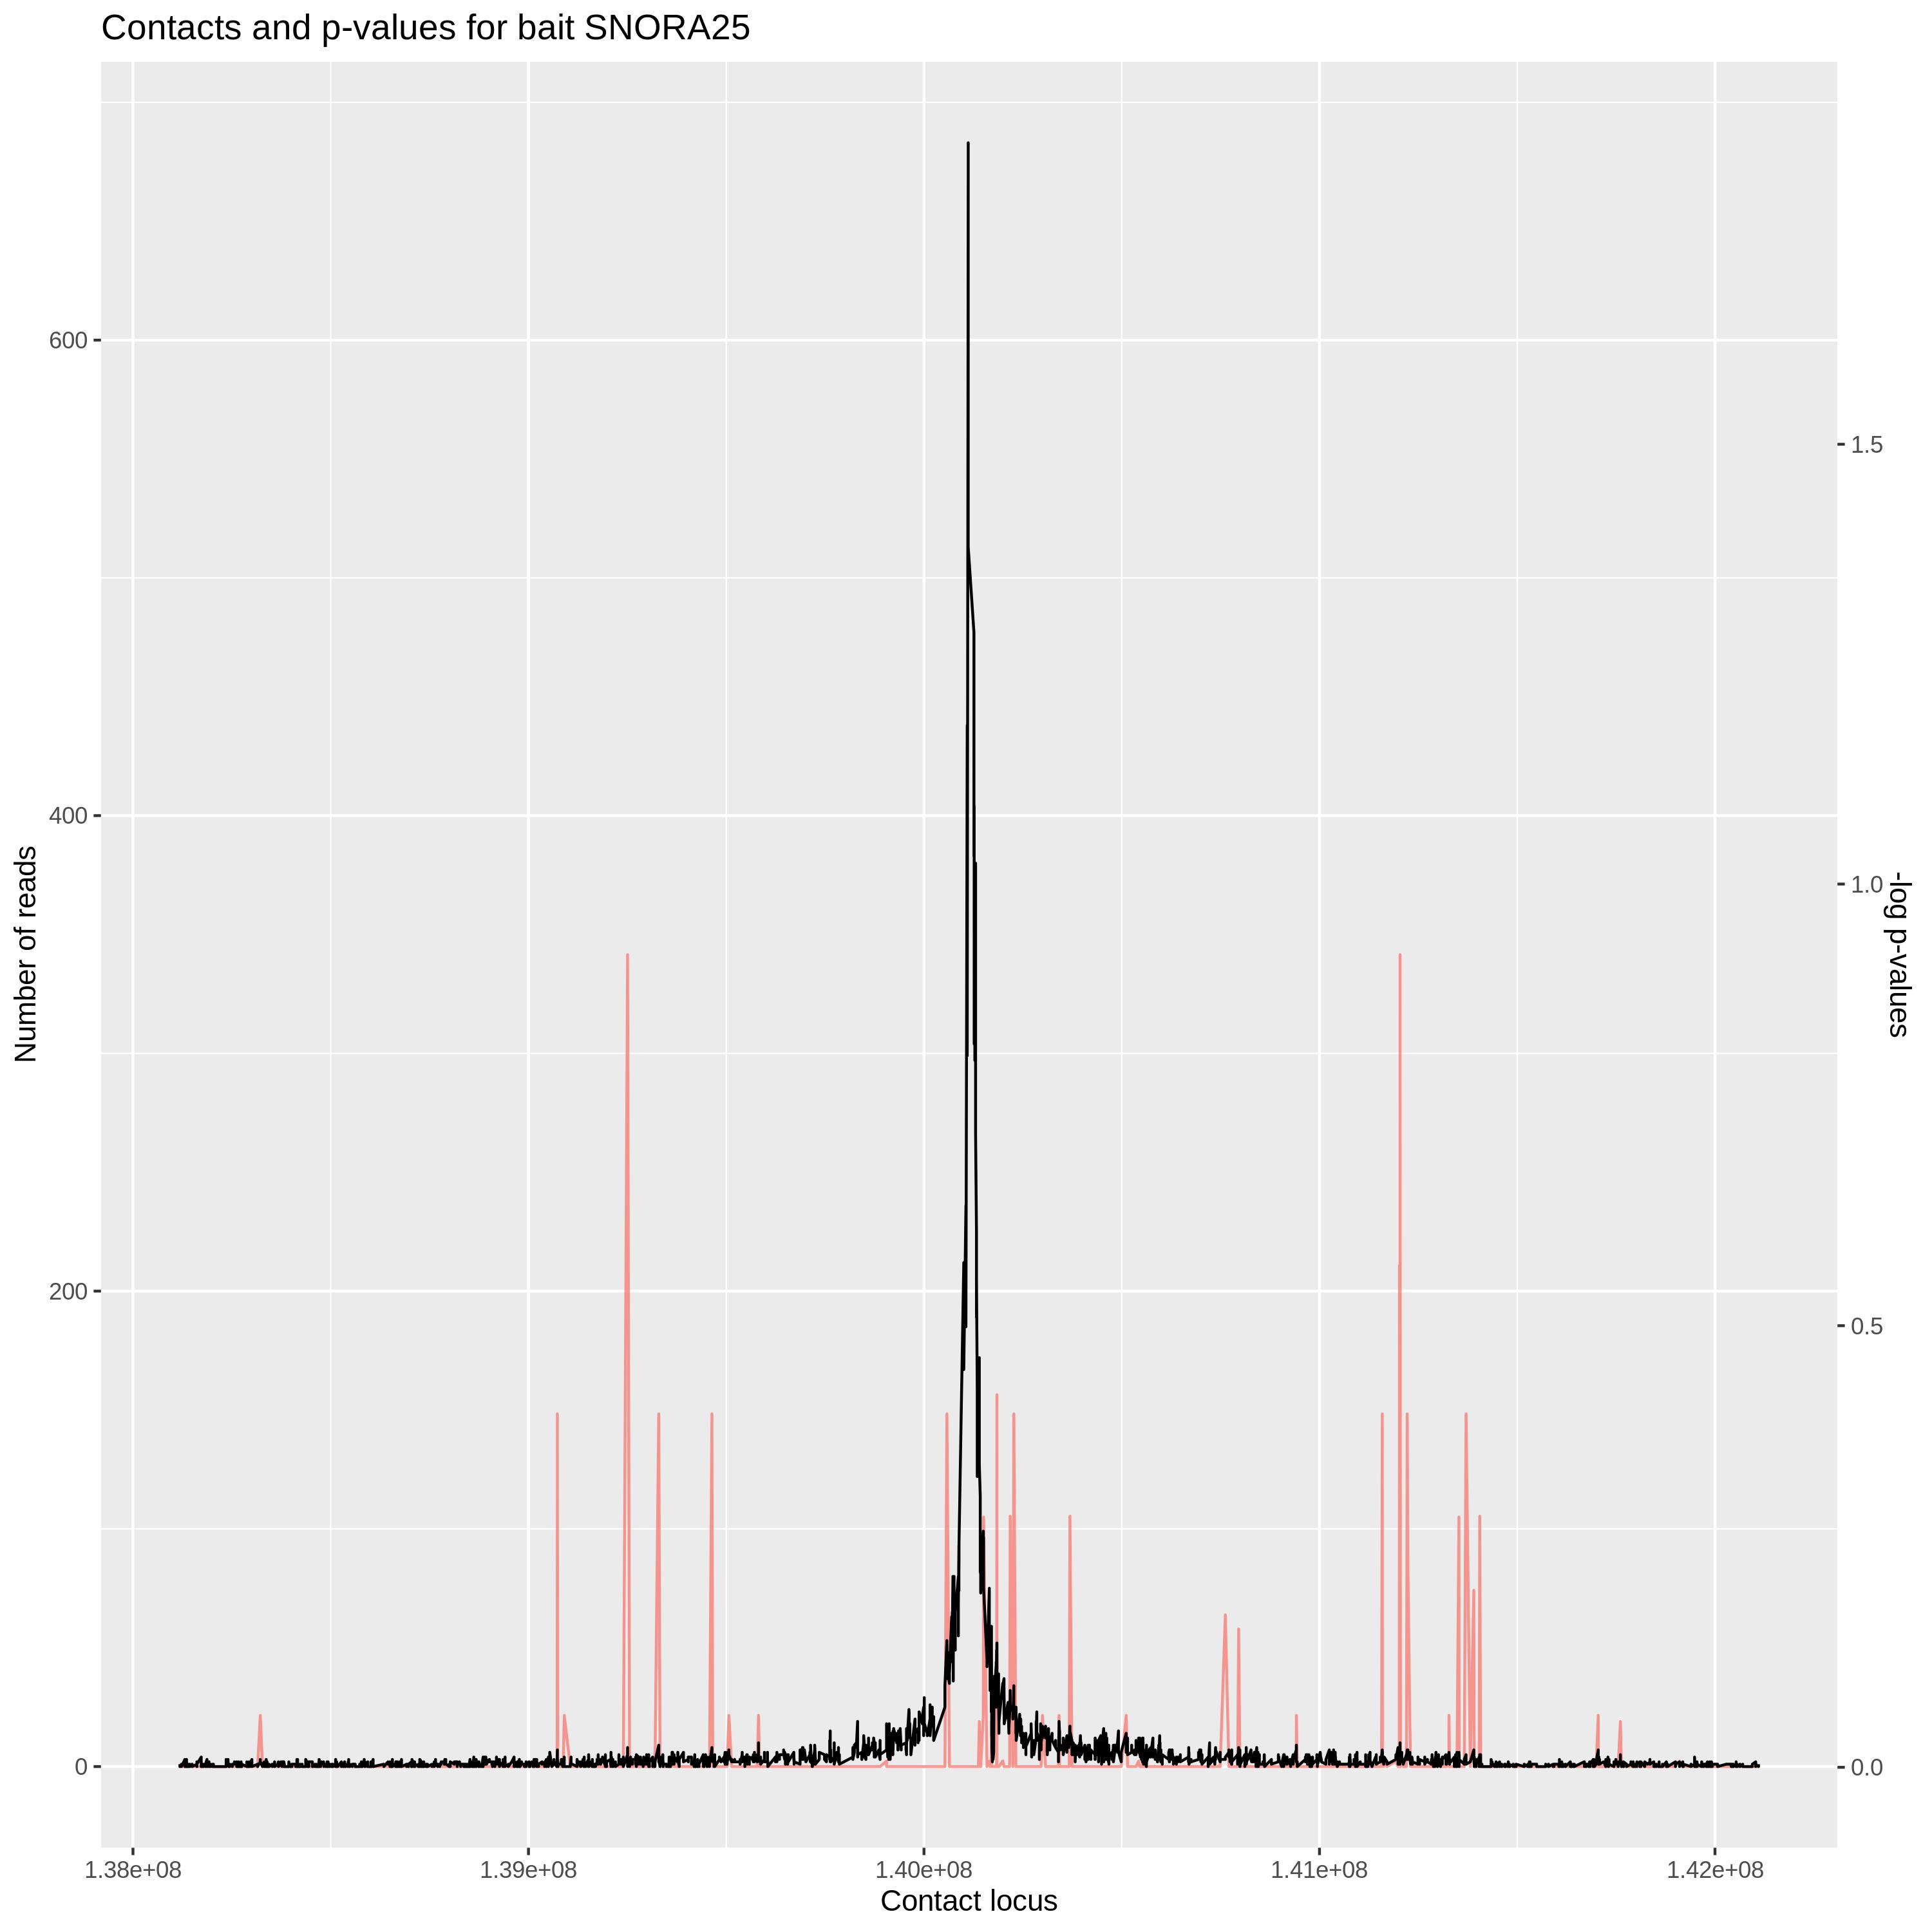 Contacts and p-values for bait SNORA25
Number of reads
600
400
200
0
1.5
1.0
0.5
0.0
-log p-values
1.38e+08
1.39e+08
1.40e+08
1.41e+08
1.42e+08
Contact locus